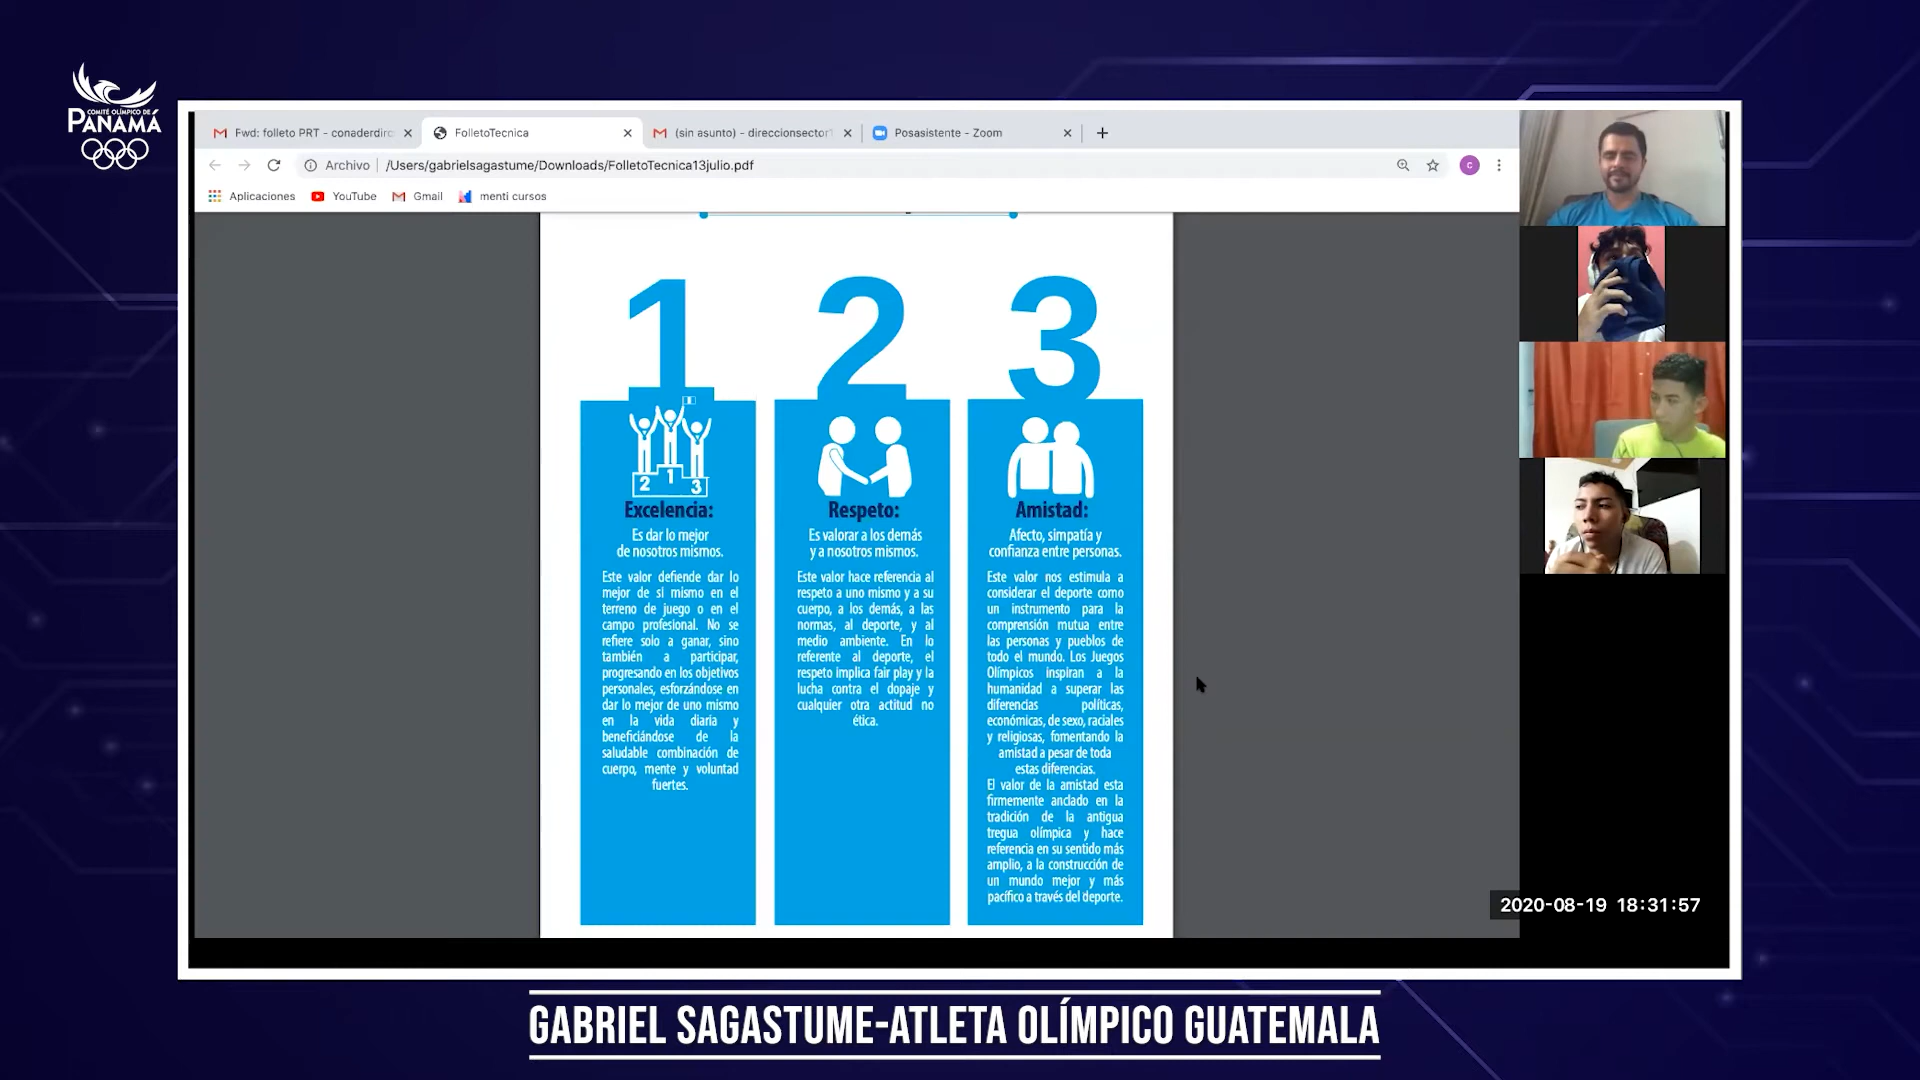 COMITÉ OLÍMPICO DE
PANAMÁ
Fwd: folleto PRT - conaderdirc
FolletoTecnica
(sin asunto) - direccionsector1
Posasistente - Zoom
Archivo
/Users/gabrielsagastume/Downloads/FolletoTecnica13julio.pdf
C
Aplicaciones
YouTube
Gmail
menti cursos
1
2
3
2 1 3
Excelencia:
Es dar lo mejor
de nosotros mismos.
Este valor defiende dar lo
mejor de sí mismo en el
terreno de juego o en el
campo profesional. No se
refiere solo a ganar, sino
también a participar,
progresando en los objetivos
personales, esforzándose en
dar lo mejor de uno mismo
en la vida diaria y
beneficiándose de la
saludable combinación de
cuerpo, mente y voluntad
fuertes.
Respeto:
Es valorar a los demás
y a nosotros mismos.
Este valor hace referencia al
respeto a uno mismo y a su
cuerpo, a los demás, a las
normas, al deporte, y al
medio ambiente. En lo
referente al deporte, el
respeto implica fair play y la
lucha contra el dopaje y
cualquier otra actitud no
ética.
Amistad:
Afecto, simpatía y
confianza entre personas.
Este valor nos estimula a
considerar el deporte como
un instrumento para la
comprensión mutua entre
las personas y pueblos de
todo el mundo. Los Juegos
Olímpicos inspiran a la
humanidad a superar las
diferencias políticas,
económicas, de sexo, raciales
y religiosas, fomentando la
amistad a pesar de toda
estas diferencias.
El valor de la amistad esta
firmemente anclado en la
tradición de la antigua
tregua olímpica y hace
referencia en su sentido más
amplio, a la construcción de
un mundo mejor y más
pacífico a través del deporte.
2020-08-19 18:31:57
GABRIEL SAGASTUME-ATLETA OLÍMPICO GUATEMALA